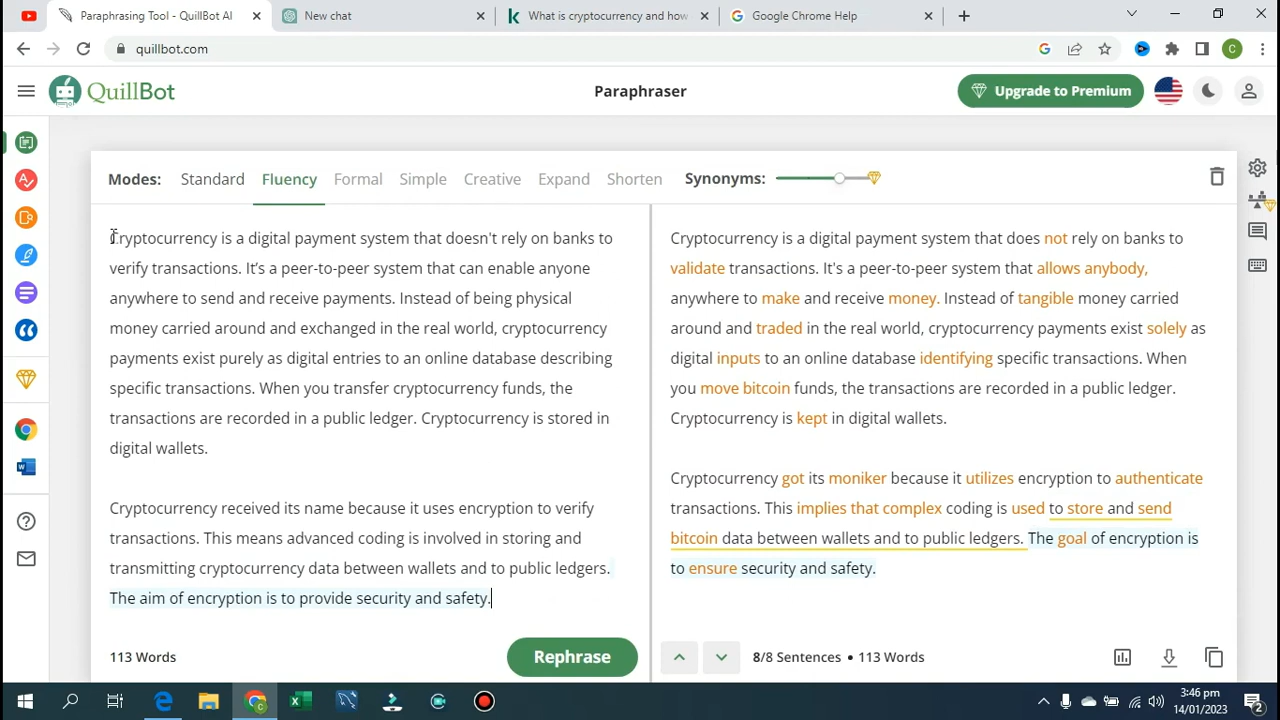 Paraphrasing Tool - QuillBot AI
New chat
What is cryptocurrency and how
Google Chrome Help
quillbot.com
QuillBot
Paraphraser
Upgrade to Premium
Modes: Standard Fluency Formal Simple Creative Expand Shorten Synonyms:
Cryptocurrency is a digital payment system that doesn't rely on banks to
verify transactions. It's a peer-to-peer system that can enable anyone
anywhere to send and receive payments. Instead of being physical
money carried around and exchanged in the real world, cryptocurrency
payments exist purely as digital entries to an online database describing
specific transactions. When you transfer cryptocurrency funds, the
transactions are recorded in a public ledger. Cryptocurrency is stored in
digital wallets.
Cryptocurrency received its name because it uses encryption to verify
transactions. This means advanced coding is involved in storing and
transmitting cryptocurrency data between wallets and to public ledgers.
The aim of encryption is to provide security and safety.
113 Words
Rephrase
Cryptocurrency is a digital payment system that does not rely on banks to
validate transactions. It's a peer-to-peer system that allows anybody,
anywhere to make and receive money. Instead of tangible money carried
around and traded in the real world, cryptocurrency payments exist solely as
digital inputs to an online database identifying specific transactions. When
you move bitcoin funds, the transactions are recorded in a public ledger.
Cryptocurrency is kept in digital wallets.
Cryptocurrency got its moniker because it utilizes encryption to authenticate
transactions. This implies that complex coding is used to store and send
bitcoin data between wallets and to public ledgers. The goal of encryption is
to ensure security and safety.
8/8 Sentences • 113 Words
3:46 pm
14/01/2023
2